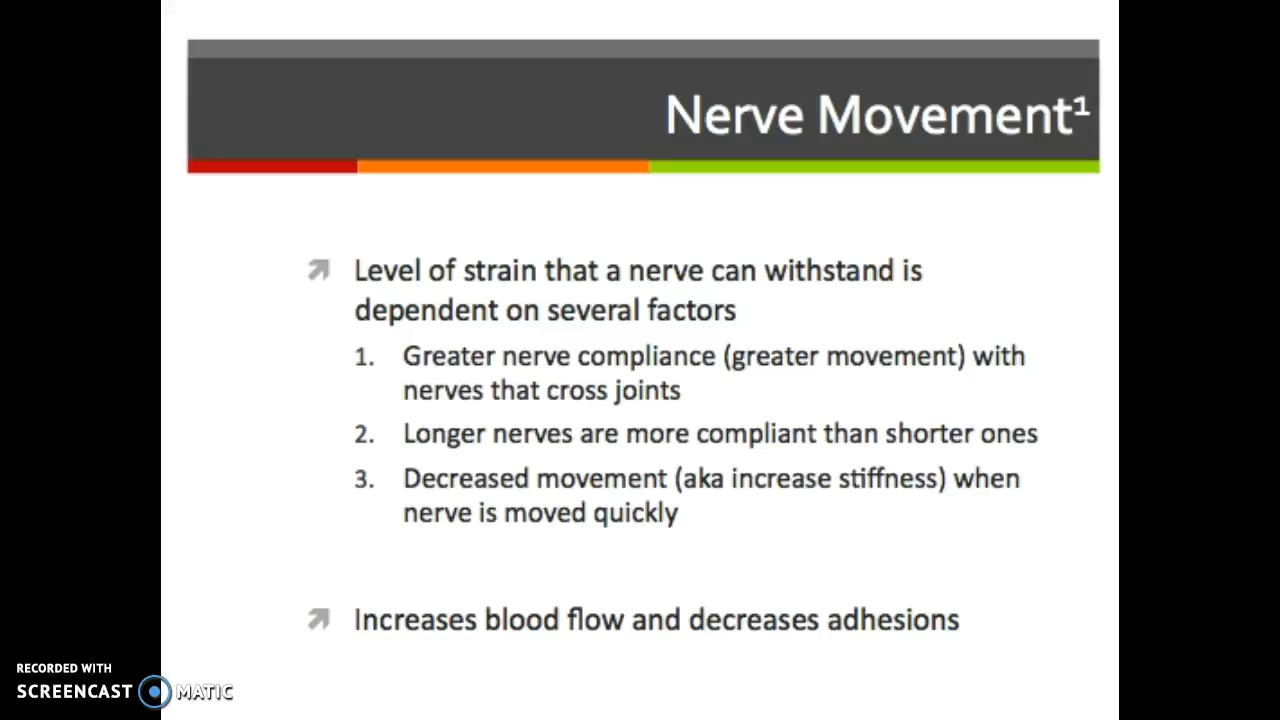 Nerve Movement¹
Level of strain that a nerve can withstand is
dependent on several factors
1. Greater nerve compliance (greater movement) with
nerves that cross joints
2. Longer nerves are more compliant than shorter ones
3. Decreased movement (aka increase stiffness) when
nerve is moved quickly
Increases blood flow and decreases adhesions
RECORDED WITH
SCREENCAST MATIC